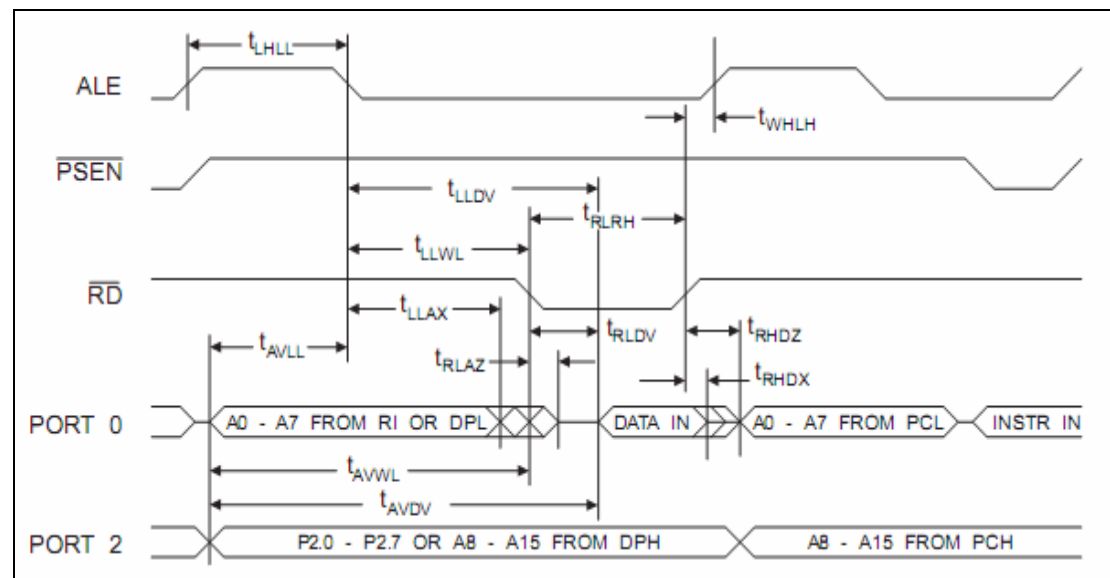 tLHLL
ALE
tWHLH
PSEN
tLLDV
tRLRH
tLLWL
RD
tLLAX
tRLDV
tRHDZ
tAVLL
tRLAZ
tRHDX
PORT 0
A0 - A7 FROM RI OR DPL
DATA IN
A0 - A7 FROM PCL
INSTR IN
tAVWL
tAVDV
PORT 2
P2.0 - P2.7 OR A8 - A15 FROM DPH
A8 - A15 FROM PCH